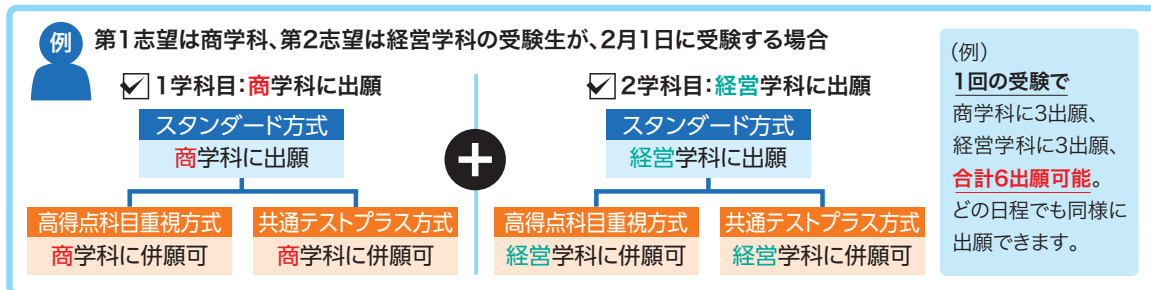 例
第1志望は商学科、第2志望は経営学科の受験生が、2月1日に受験する場合
1学科目:商学科に出願
スタンダード方式
商学科に出願
高得点科目重視方式
商学科に併願可
共通テストプラス方式
商学科に併願可
+
2学科目:経営学科に出願
スタンダード方式
経営学科に出願
高得点科目重視方式
経営学科に併願可
共通テストプラス方式
経営学科に併願可
(例)
1回の受験で
商学科に3出願、
経営学科に3出願、
合計6出願可能。
どの日程でも同様に
出願できます。